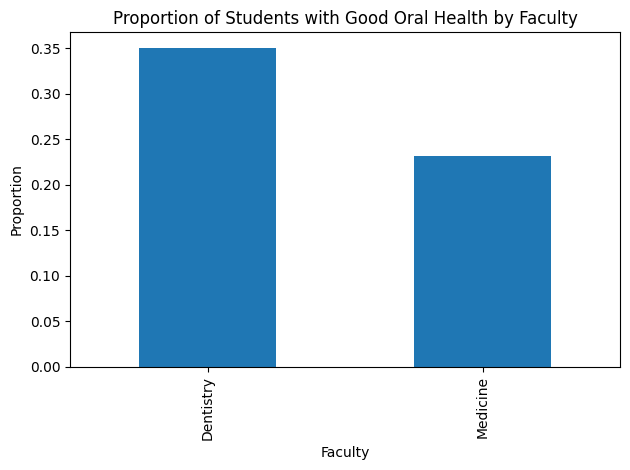 Proportion of Students with Good Oral Health by Faculty
0.35
0.30
0.25
0.20
0.15
0.10
0.05
0.00
Proportion
Dentistry
Medicine
Faculty